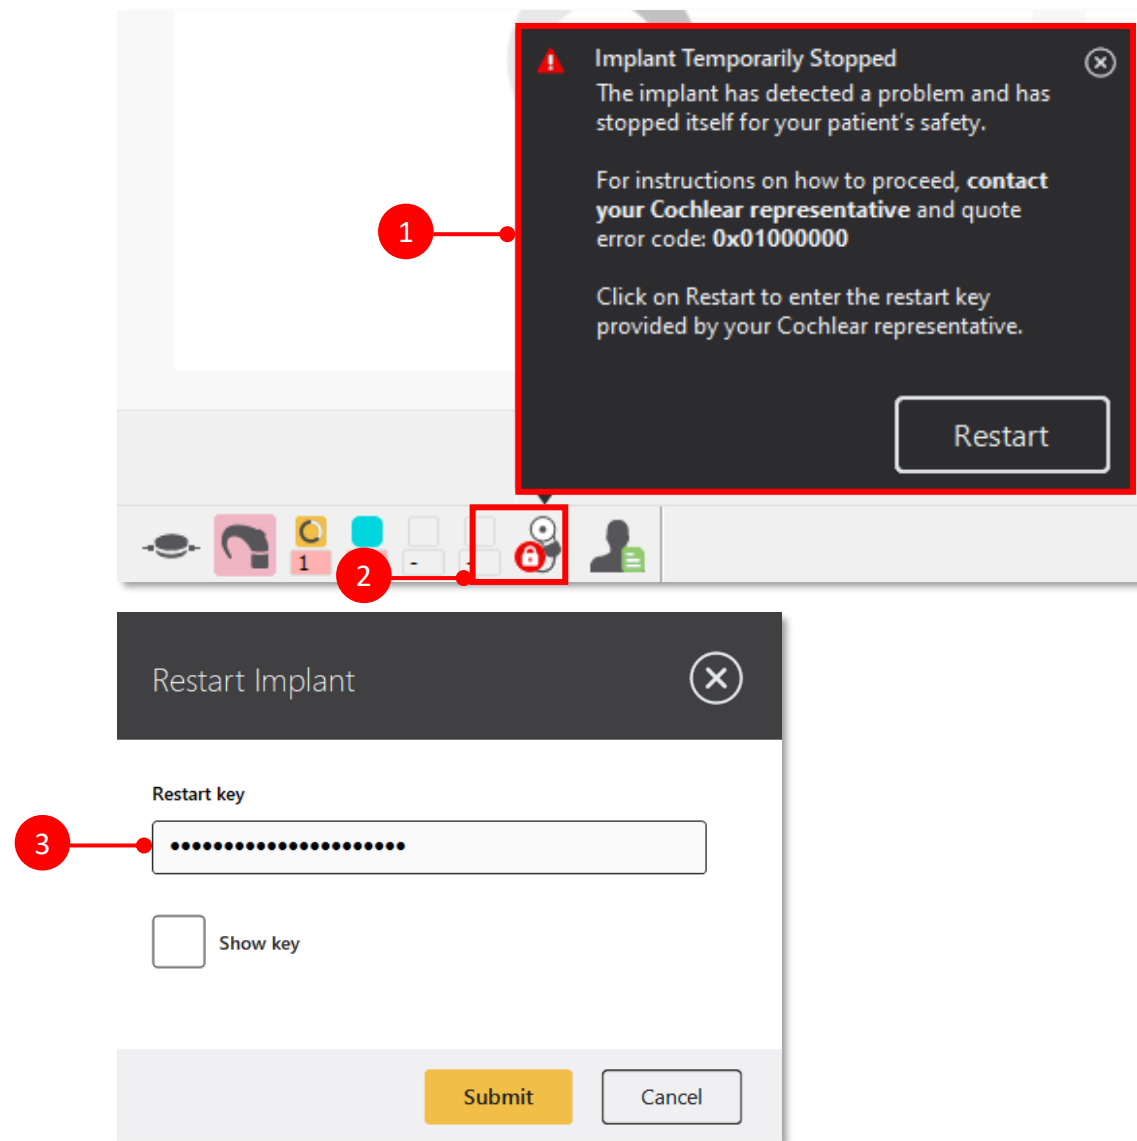 Implant Temporarily Stopped
The implant has detected a problem and has
stopped itself for your patient's safety.
For instructions on how to proceed, contact
your Cochlear representative and quote
error code: 0x01000000
Click on Restart to enter the restart key
provided by your Cochlear representative.
1
Restart
1
-
-
2
Restart Implant
Restart key
••••••••••••••••••••••
3
Show key
Submit
Cancel